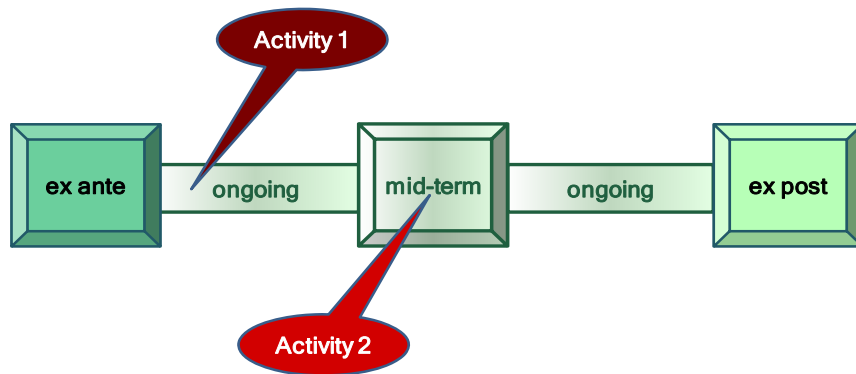 Activity 1
ex ante
ongoing
mid-term
ongoing
ex post
Activity 2